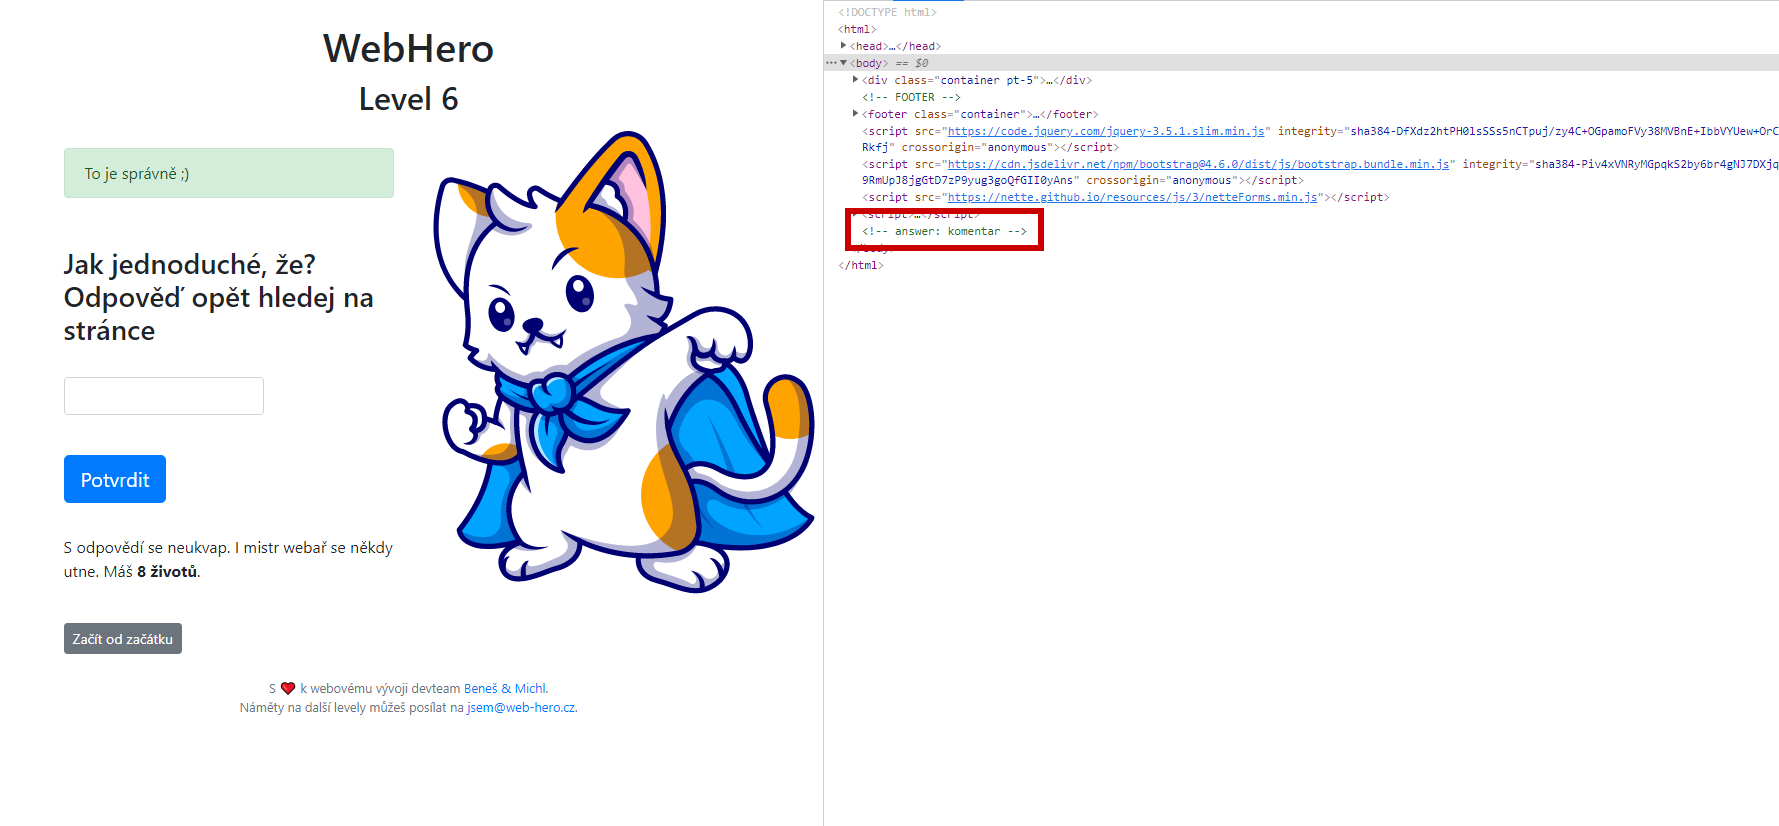 WebHero
Level 6
To je správně ;)
Jak jednoduché, že?
Odpověď opět hledej na
stránce
Potvrdit
S odpovědí se neukvap. I mistr webař se někdy
utne. Máš 8 životů.
Začít od začátku
S ❤ k webovému vývoji devteam Beneš & Michl.
Náměty na další levely můžeš posílat na jsem@web-hero.cz.
<!DOCTYPE html>
<html>
<head>…</head>
<body> == $0
<div class="container pt-5">…</div>
<!-- FOOTER -->
<footer class="container">…</footer>
<script src="https://code.jquery.com/jquery-3.5.1.slim.min.js" integrity="sha384-DfXdz2htPH0lsSSs5nCTpuj/zy4C+OGpamoFVy38MVBnE+IbbVYUew+OrC
Rkfj" crossorigin="anonymous"></script>
<script src="https://cdn.jsdelivr.net/npm/bootstrap@4.6.0/dist/js/bootstrap.bundle.min.js" integrity="sha384-Piv4xVNRyMGpqkS2by6br4gNJ7DXjq
9RmUpJ8jgGtD7zP9yug3goQfGII0yAns" crossorigin="anonymous"></script>
<script src="https://nette.github.io/resources/js/3/netteForms.min.js"></script>
<script>…</script>
<!-- answer: komentar -->
</body>
</html>